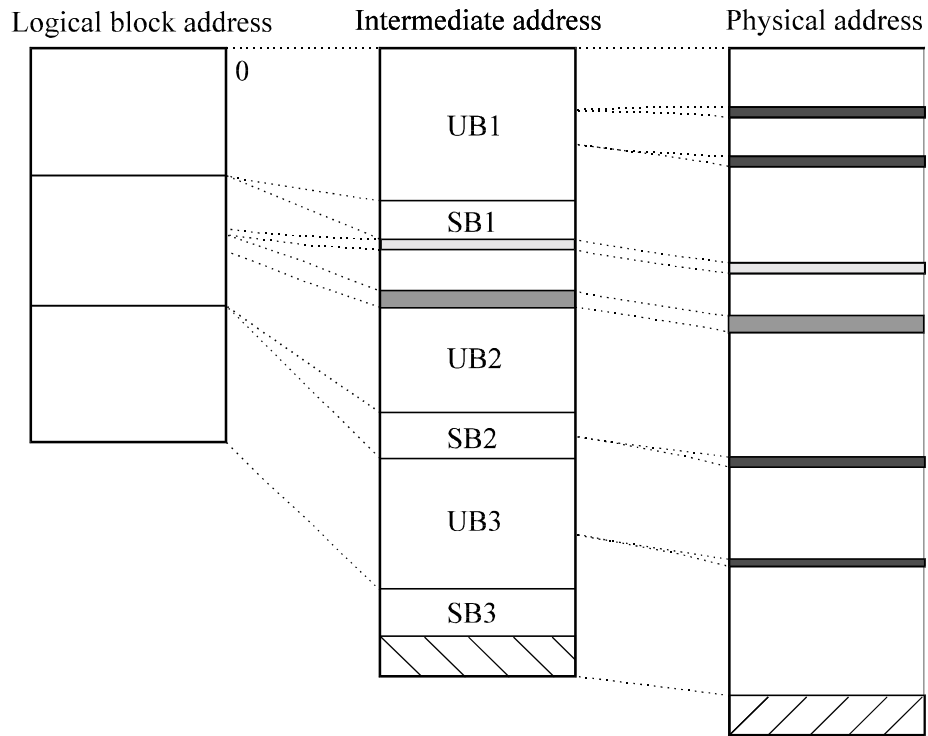 Logical block address
Intermediate address
Physical address
0
UB1
SB1
UB2
SB2
UB3
SB3